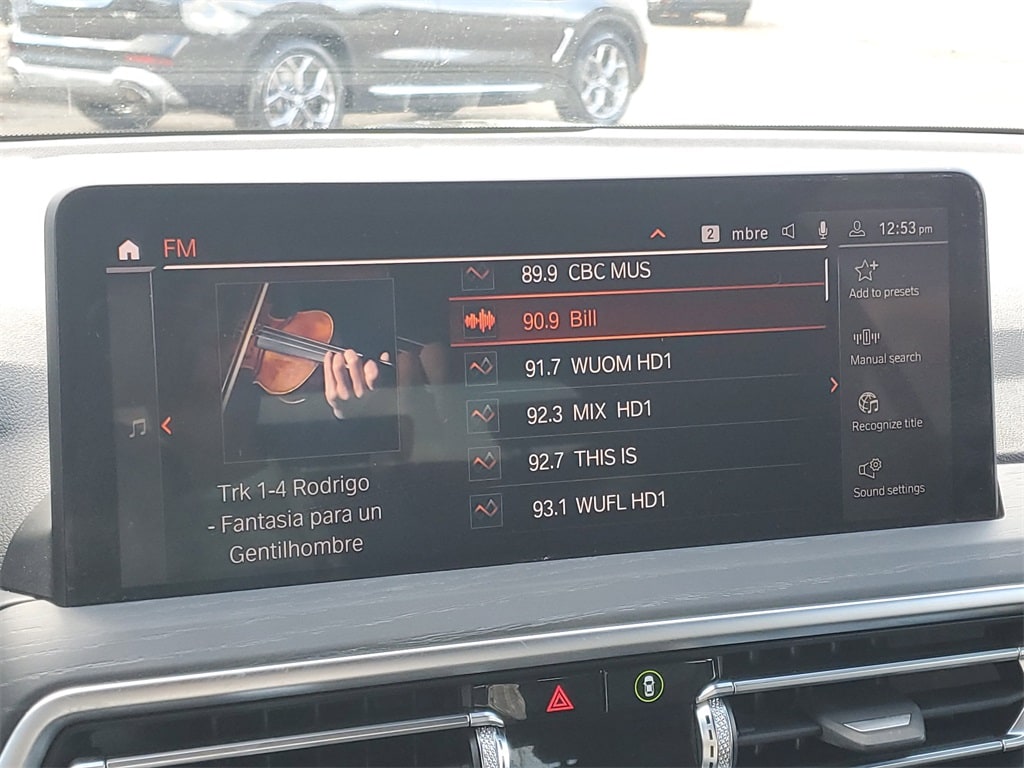 FM
2 mbre 12:53 pm
89.9 CBC MUS
90.9 Bill
91.7 WUOM HD1
92.3 MIX HD1
92.7 THIS IS
93.1 WUFL HD1
Trk 1-4 Rodrigo
- Fantasia para un
Gentilhombre
Add to presets
Manual search
Recognize title
Sound settings